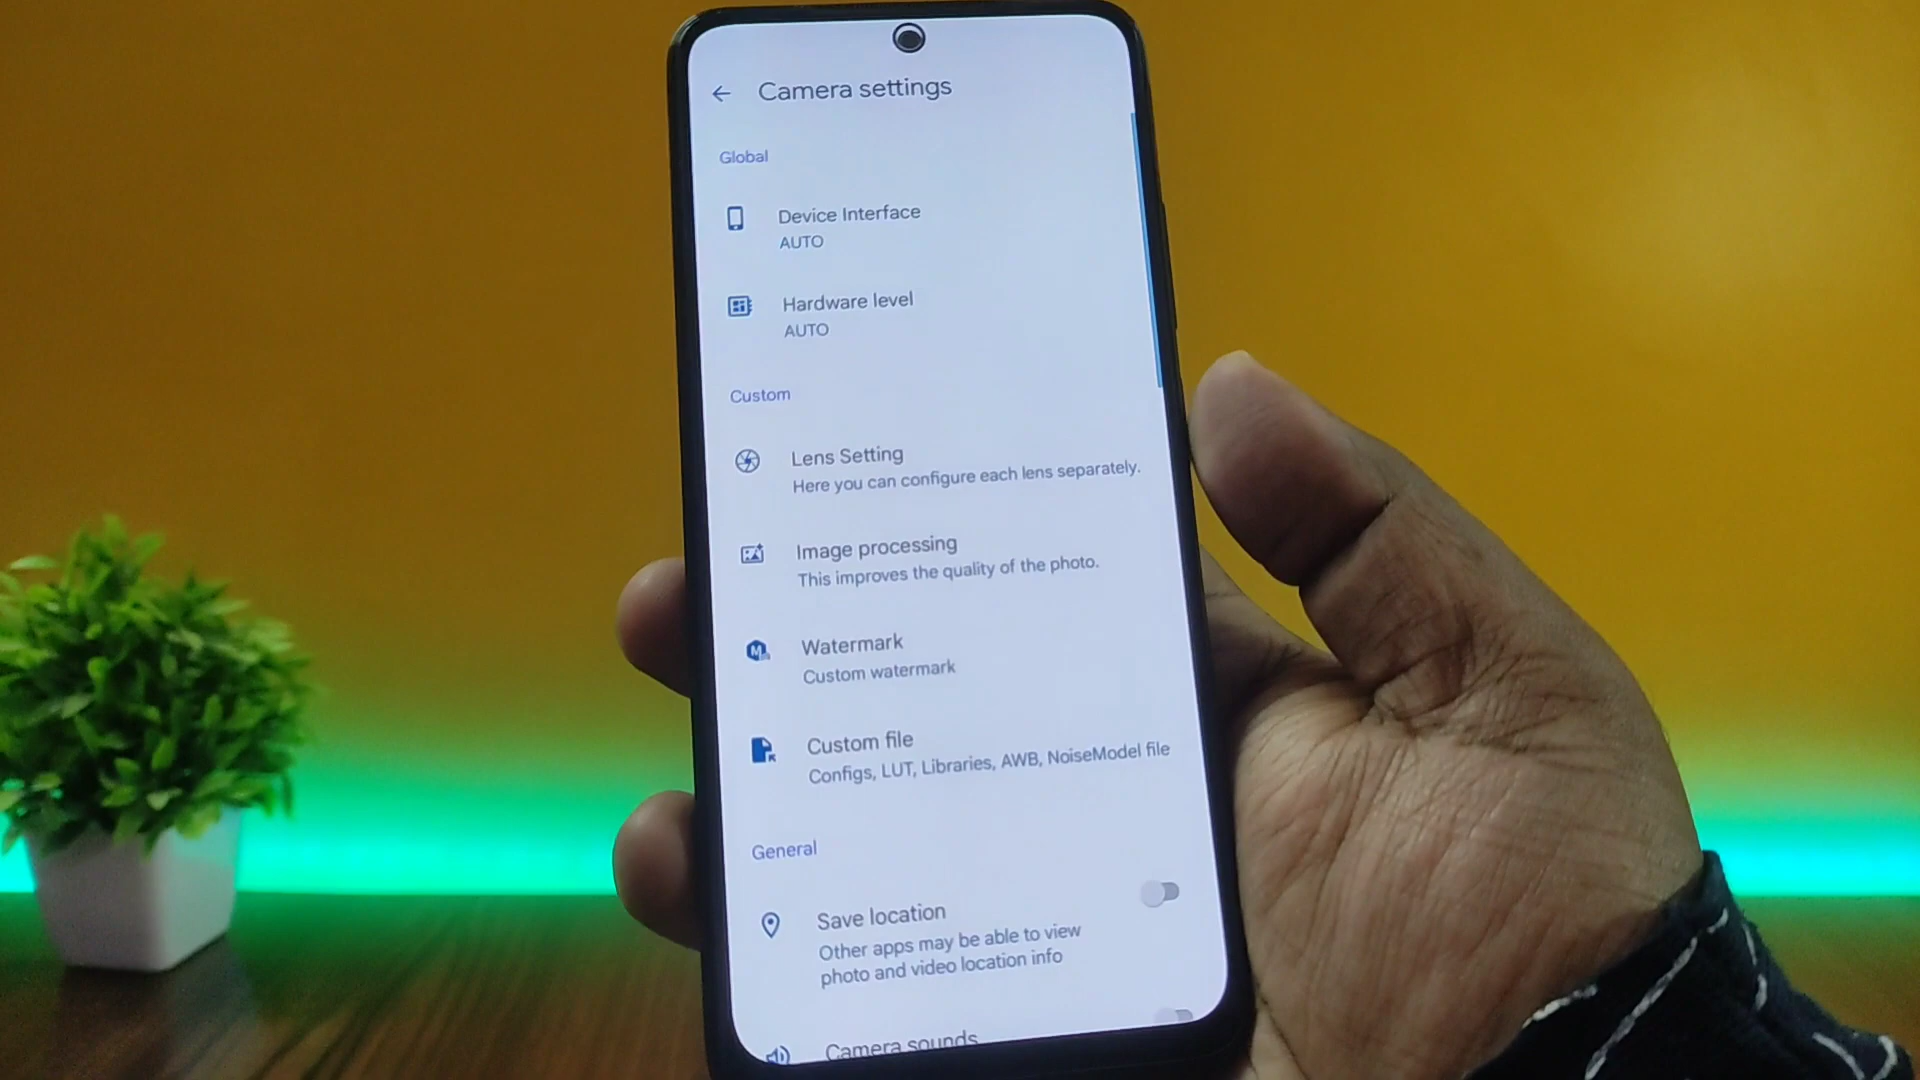 Camera settings
Global
Device Interface
AUTO
Hardware level
AUTO
Custom
Lens Setting
Here you can configure each lens separately.
Image processing
This improves the quality of the photo.
Watermark
Custom watermark
Custom file
Configs, LUT, Libraries, AWB, NoiseModel file
General
Save location
Other apps may be able to view
photo and video location info
Camera sounds